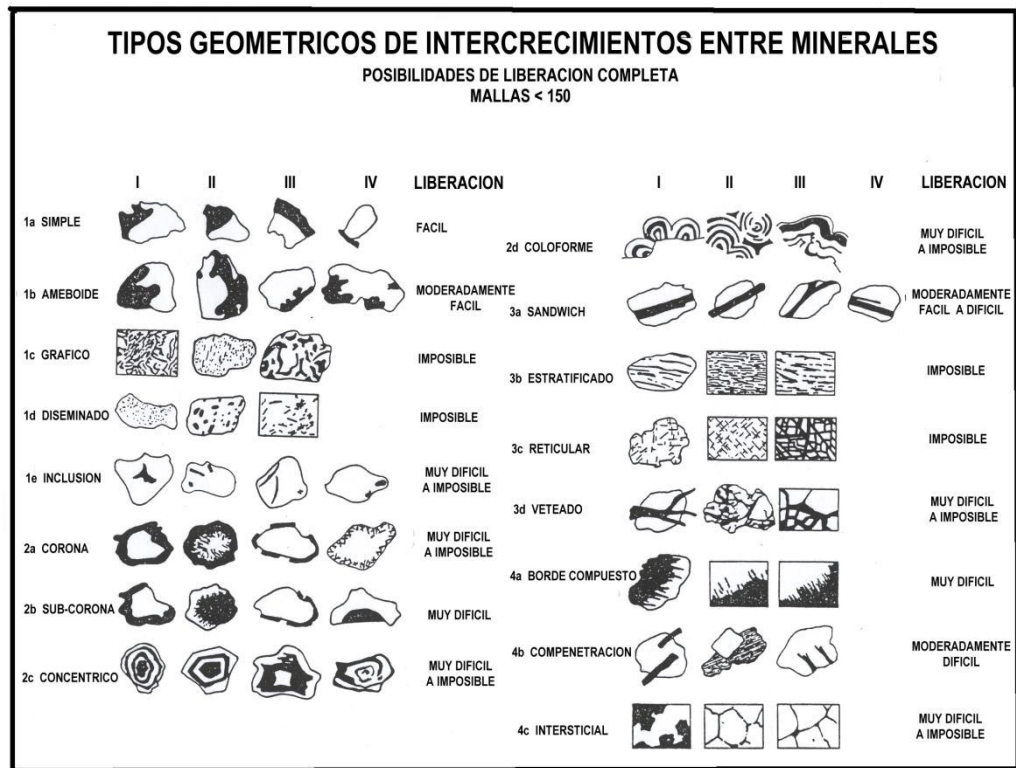 TIPOS GEOMETRICOS DE INTERCRECIMIENTOS ENTRE MINERALES
POSIBILIDADES DE LIBERACION COMPLETA
MALLAS < 150
I II III IV LIBERACION
1a SIMPLE FACIL
1b AMEBOIDE MODERADAMENTE
FACIL
1c GRAFICO IMPOSIBLE
1d DISEMINADO IMPOSIBLE
1e INCLUSION MUY DIFICIL
A IMPOSIBLE
2a CORONA MUY DIFICIL
A IMPOSIBLE
2b SUB-CORONA MUY DIFICIL
2c CONCENTRICO MUY DIFICIL
A IMPOSIBLE
I II III IV LIBERACION
2d COLOFORME MUY DIFICIL
A IMPOSIBLE
3a SANDWICH MODERADAMENTE
FACIL A DIFICIL
3b ESTRATIFICADO IMPOSIBLE
3c RETICULAR IMPOSIBLE
3d VETEADO MUY DIFICIL
A IMPOSIBLE
4a BORDE COMPUESTO MUY DIFICIL
4b COMPENETRACION MODERADAMENTE
DIFICIL
4c INTERSTICIAL MUY DIFICIL
A IMPOSIBLE